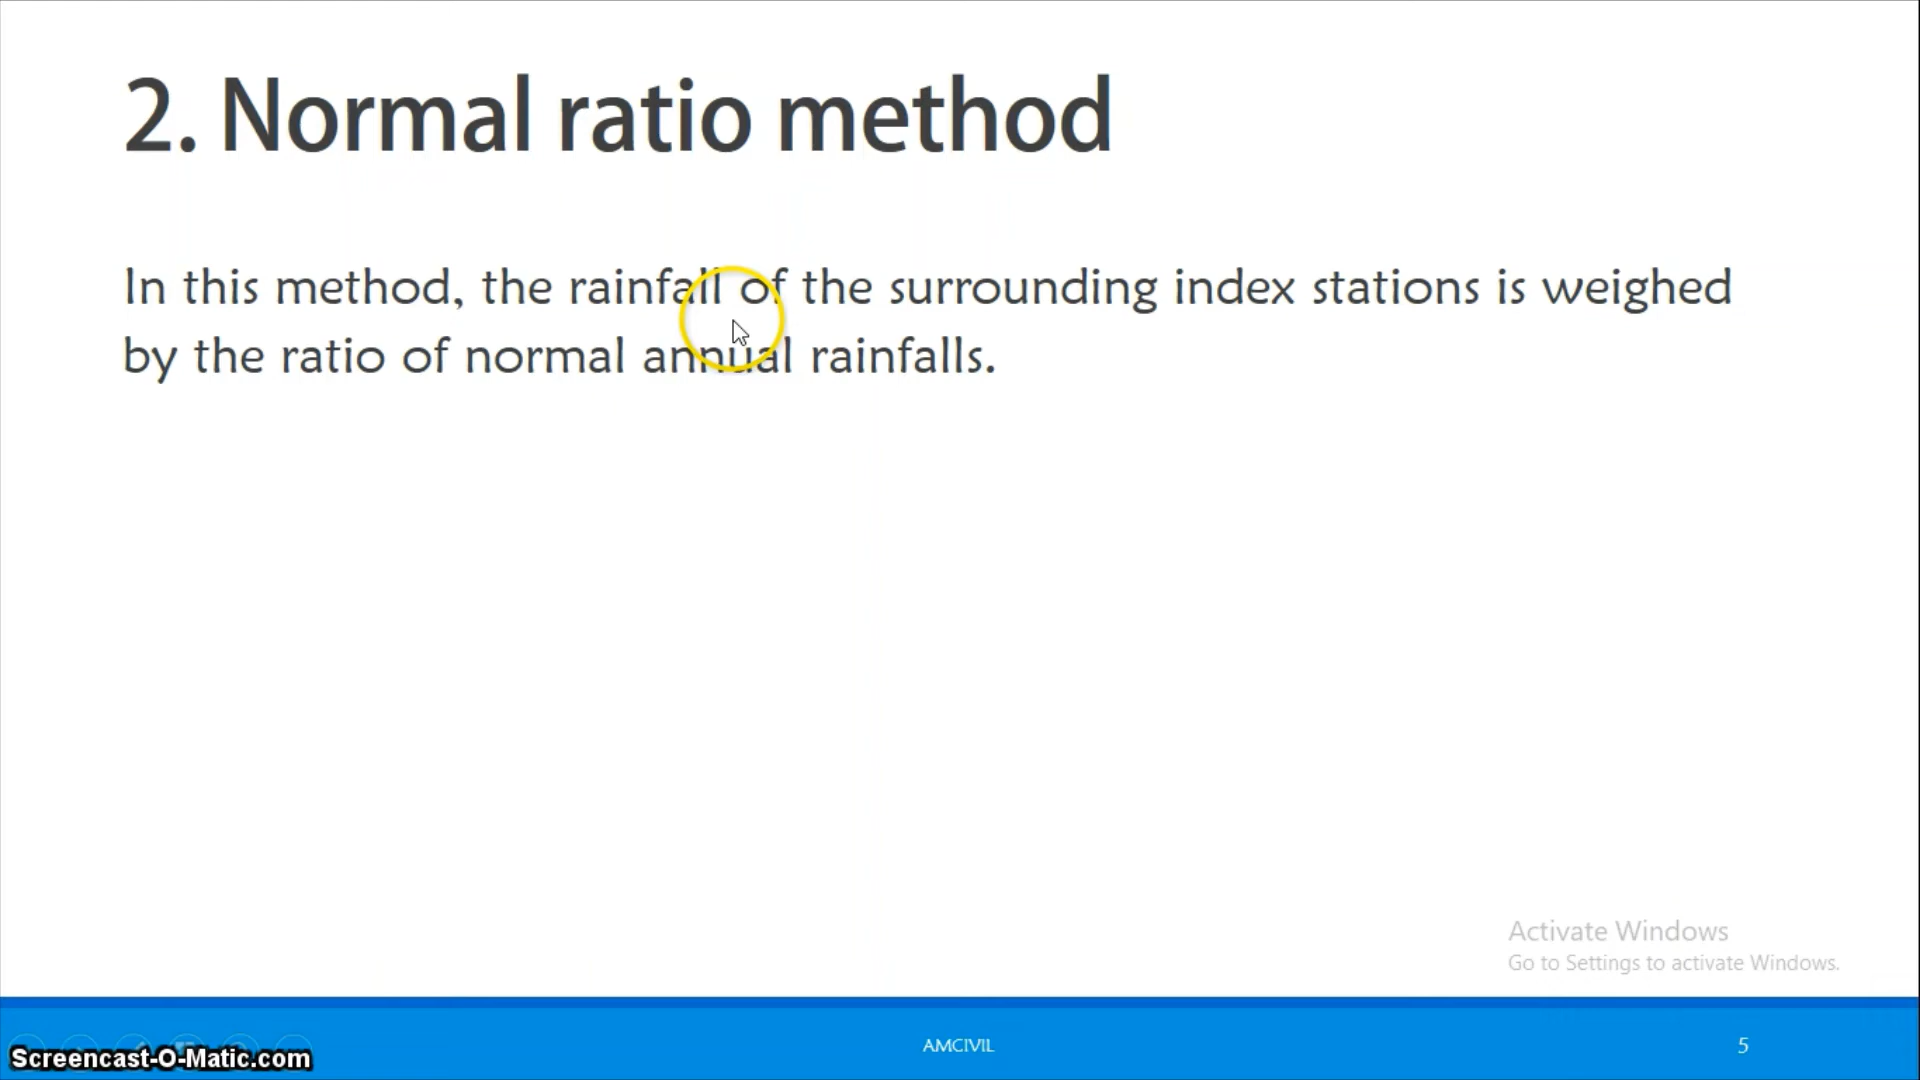 2. Normal ratio method
In this method, the rainfall of the surrounding index stations is weighed
by the ratio of normal annual rainfalls.
Activate Windows
Go to Settings to activate Windows.
Screencast-O-Matic.com
AMCIVIL
5